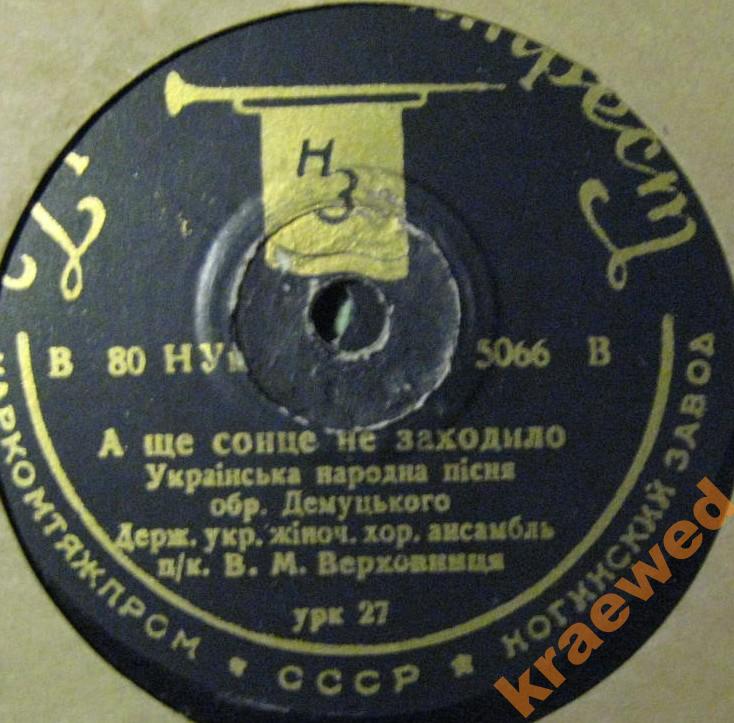 Н
З
В 80 НУ 5066 В
А ще сонце не заходило
Українська народна пісня
обр. Демуцького
Держ. укр. жіноч. хор. ансамбль
п/к. В. М. Верховинця
урк 27
НАРКОМТЯЖПРОМ * СССР * НОГИНСКИЙ ЗАВОД
kraewed